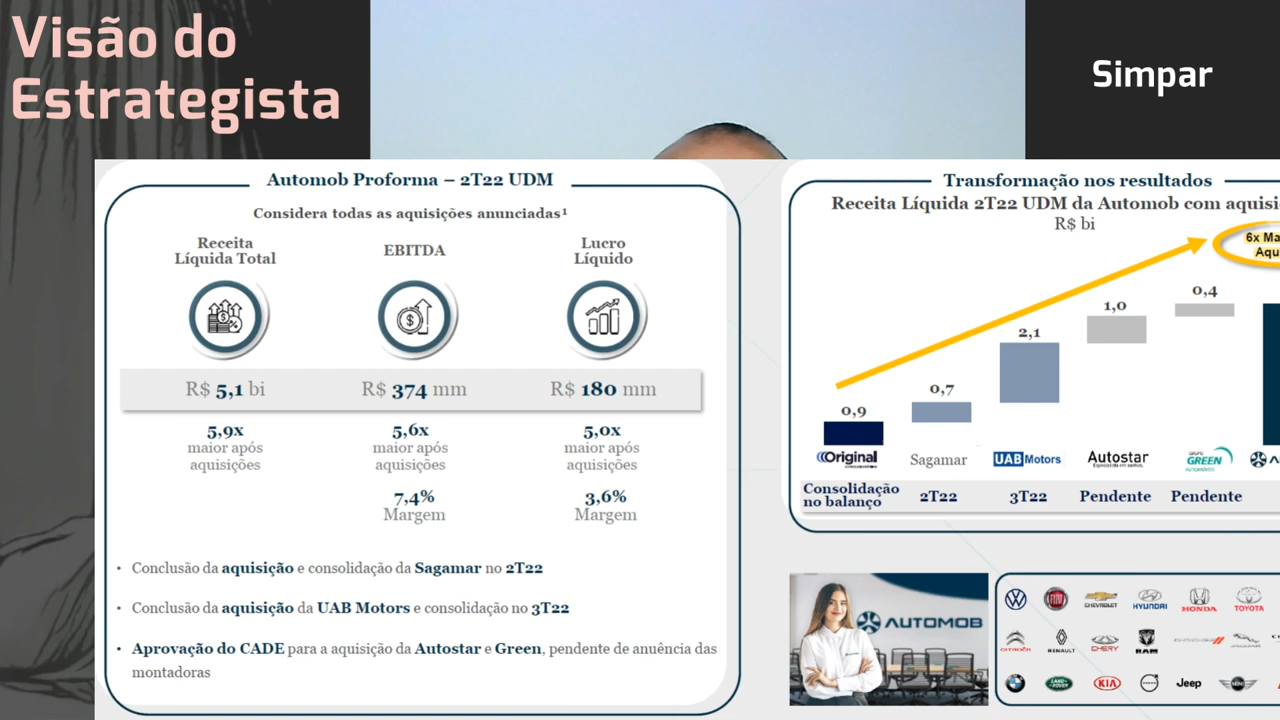 Visão do
Estrategista
Simpar
Automob Proforma – 2T22 UDM
Considera todas as aquisições anunciadas¹
Receita
Líquida Total
EBITDA
Lucro
Líquido
R$ 5,1 bi
R$ 374 mm
R$ 180 mm
5,9x
maior após
aquisições
5,6x
maior após
aquisições
5,0x
maior após
aquisições
7,4%
Margem
3,6%
Margem
• Conclusão da aquisição e consolidação da Sagamar no 2T22
• Conclusão da aquisição da UAB Motors e consolidação no 3T22
• Aprovação do CADE para a aquisição da Autostar e Green, pendente de anuência das
montadoras
Transformação nos resultados
Receita Líquida 2T22 UDM da Automob com aquisi
R$ bi
6x Ma
Aqu
0,9
0,7
2,1
1,0
0,4
Original
Sagamar
UAB Motors
Autostar
GRUPO
GREEN
AUTOMÓVEIS
Consolidação
no balanço
2T22
3T22
Pendente
Pendente
AUTOMOB
FIAT
CHEVROLET
HYUNDAI
HONDA
TOYOTA
CITROËN
RENAULT
CHERY
RAM
DODGE
JAGUAR
BMW
LAND ROVER
KIA
Jeep
MINI